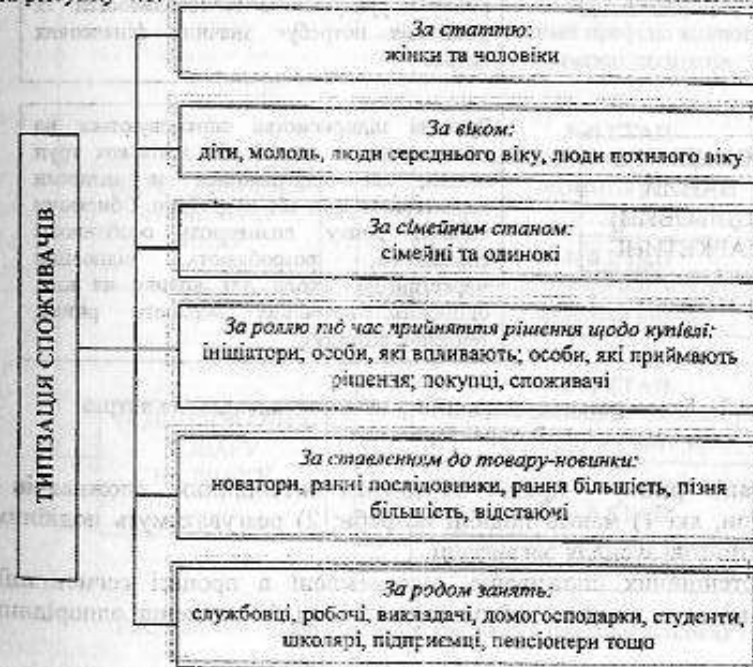 ТИПІЗАЦІЯ СПОЖИВАЧІВ
За статтю:
жінки та чоловіки
За віком:
діти, молодь, люди середнього віку, люди похилого віку
За сімейним станом:
сімейні та одинокі
За роллю під час прийняття рішення щодо купівлі:
ініціатори; особи, які впливають; особи, які приймають
рішення; покупці, споживачі
За ставленням до товару-новинки:
новатори, ранні послідовники, рання більшість, пізня
більшість, відстаючі
За родом занять:
службовці, робочі, викладачі, домогосподарки, студенти,
школярі, підприємці, пенсіонери тощо